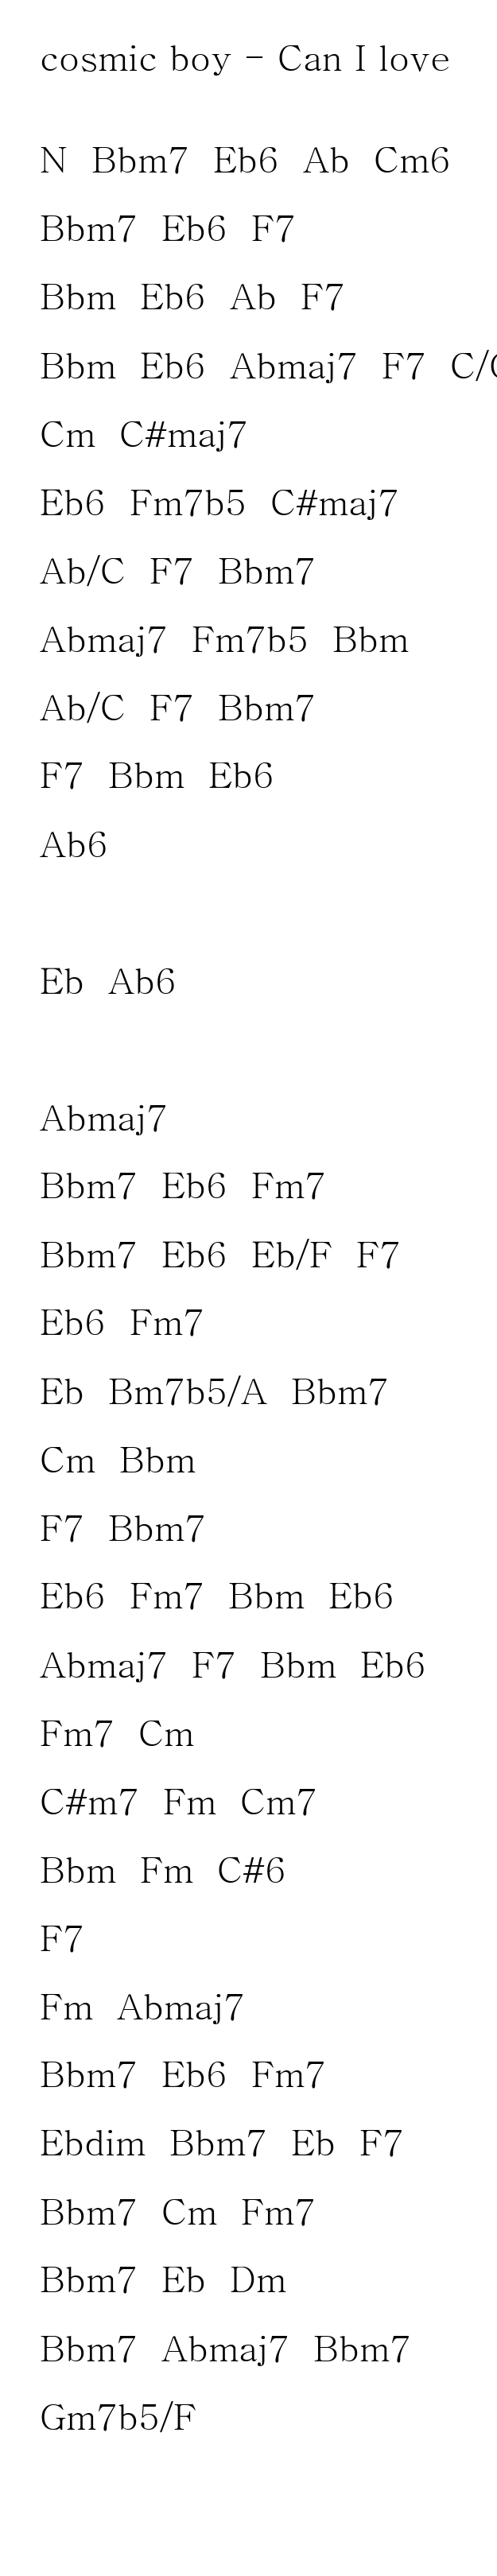 cosmic boy - Can I love
N Bbm7 Eb6 Ab Cm6
Bbm7 Eb6 F7
Bbm Eb6 Ab F7
Bbm Eb6 Abmaj7 F7
Cm C#maj7
Eb6 Fm7b5 C#maj7
Ab/C F7 Bbm7
Abmaj7 Fm7b5 Bbm
Ab/C F7 Bbm7
F7 Bbm Eb6
Ab6
Eb Ab6
Abmaj7
Bbm7 Eb6 Fm7
Bbm7 Eb6 Eb/F F7
Eb6 Fm7
Eb Bm7b5/A Bbm7
Cm Bbm
F7 Bbm7
Eb6 Fm7 Bbm Eb6
Abmaj7 F7 Bbm Eb6
Fm7 Cm
C#m7 Fm Cm7
Bbm Fm C#6
F7
Fm Abmaj7
Bbm7 Eb6 Fm7
Ebdim Bbm7 Eb F7
Bbm7 Cm Fm7
Bbm7 Eb Dm
Bbm7 Abmaj7 Bbm7
Gm7b5/F